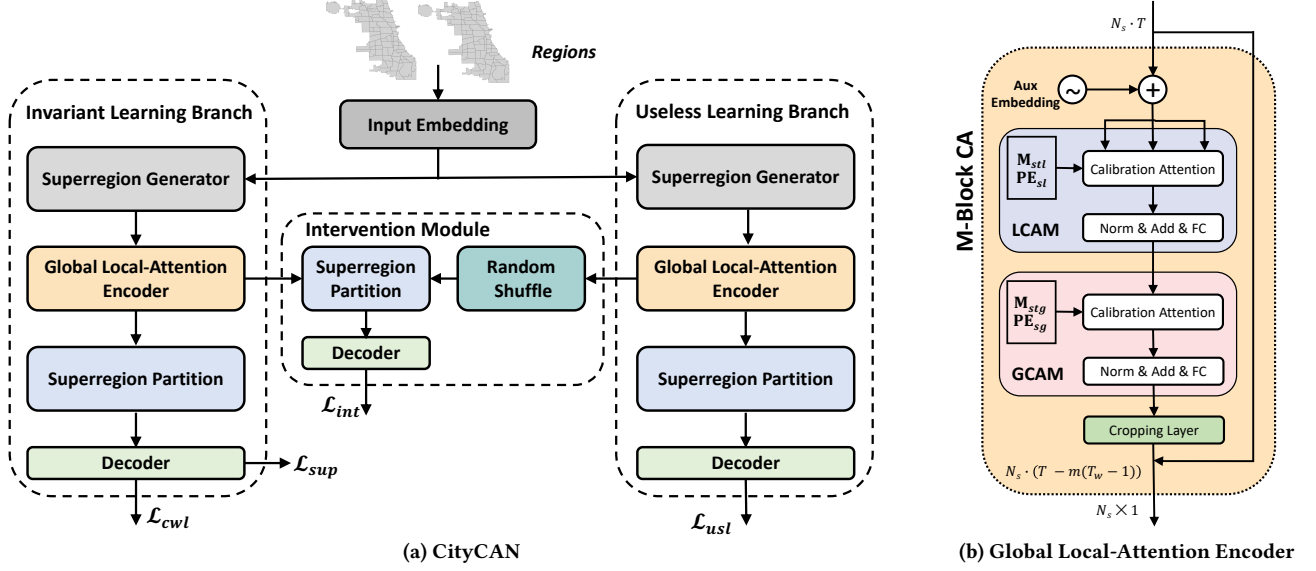 Regions
Input Embedding
Invariant Learning Branch
Superregion Generator
Global Local-Attention
Encoder
Superregion Partition
Decoder
ℒ_sup
ℒ_cwl
Intervention Module
Superregion
Partition
Random
Shuffle
Decoder
ℒ_int
Useless Learning Branch
Superregion Generator
Global Local-Attention
Encoder
Superregion Partition
Decoder
ℒ_usl
(a) CityCAN
N_s · T
Aux
Embedding
~
+
M-Block CA
M_stl
PE_sl
Calibration Attention
Norm & Add & FC
LCAM
M_stg
PE_sg
Calibration Attention
Norm & Add & FC
GCAM
Cropping Layer
N_s · (T − m(T_w − 1))
N_s × 1
(b) Global Local-Attention Encoder